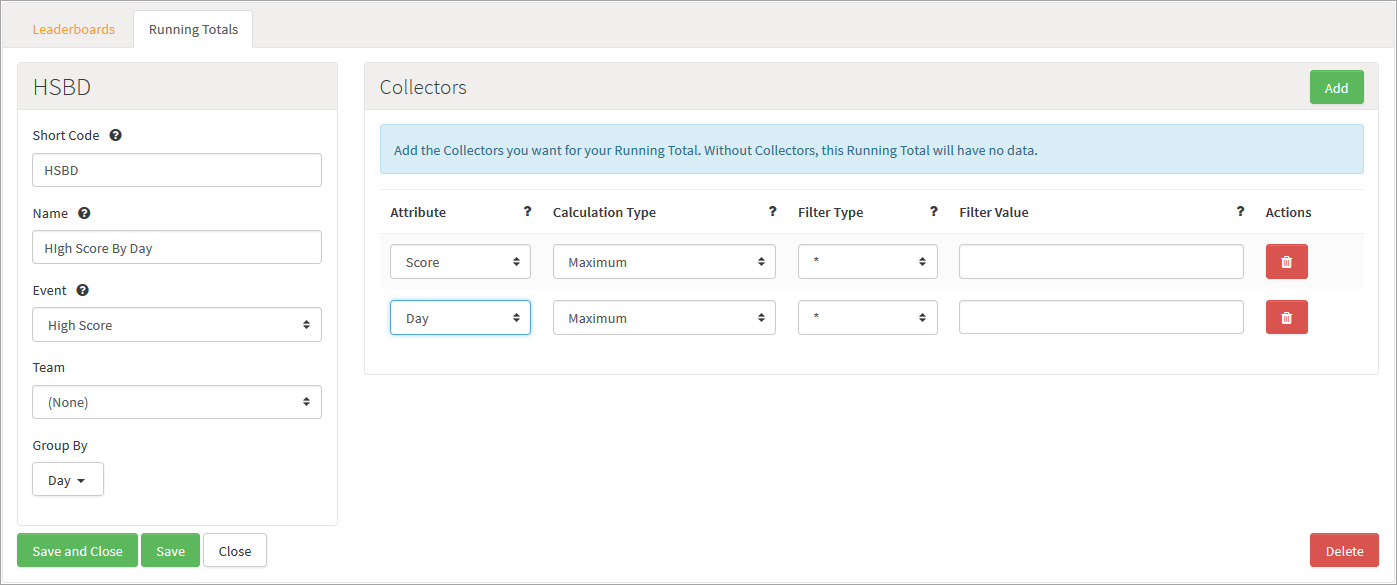 Leaderboards Running Totals
HSBD
Short Code ?
HSBD
Name ?
HIgh Score By Day
Event ?
High Score
Team
(None)
Group By
Day
Collectors Add
Add the Collectors you want for your Running Total. Without Collectors, this Running Total will have no data.
Attribute ? Calculation Type ? Filter Type ? Filter Value ? Actions
Score Maximum *
Day Maximum *
Save and Close Save Close Delete